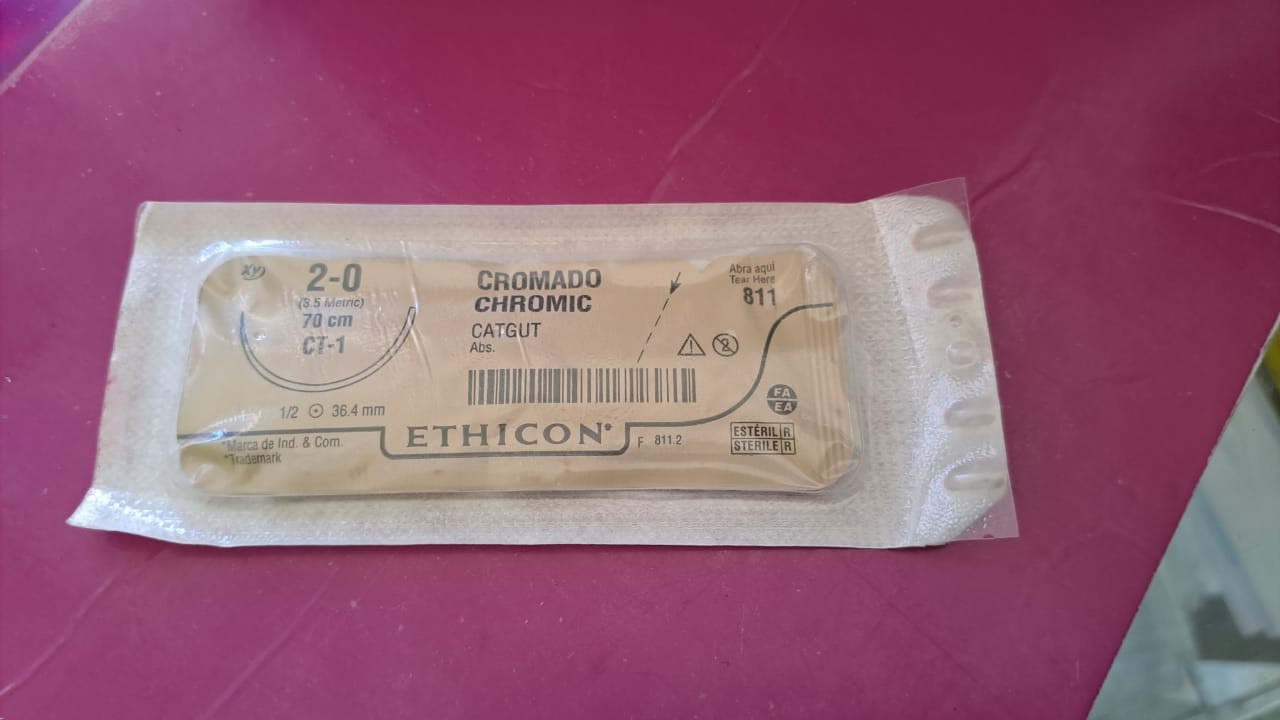 2-0
(3.5 Metric)
70 cm
CT-1
1/2 36.4 mm
CROMADO
CHROMIC
CATGUT
Abs.
Abra aqui
Tear Here
811
2
FA
EA
ESTÉRIL R
STERILE R
*Marca de Ind. & Com.
*Trademark
ETHICON*
F 811.2